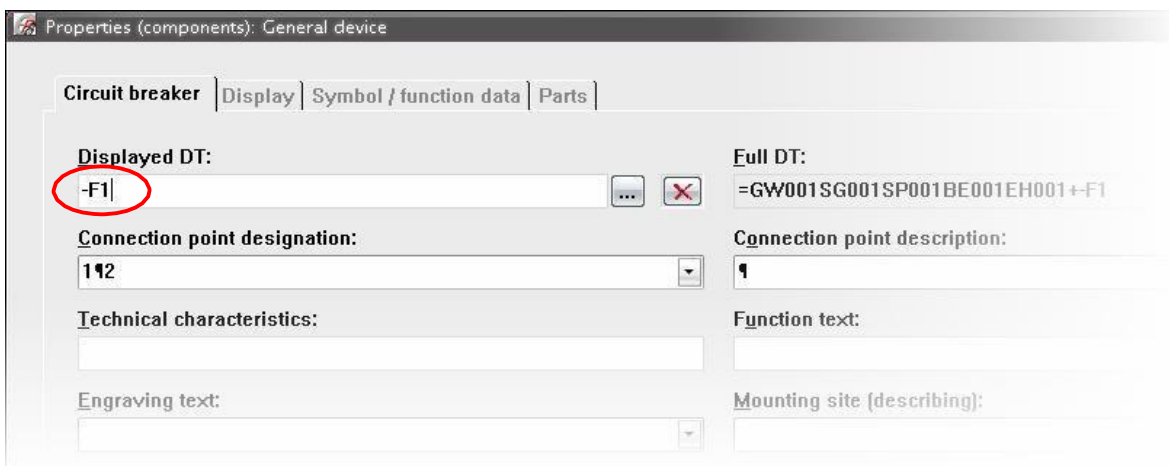 Properties (components): General device
Circuit breaker Display Symbol / function data Parts
Displayed DT: Full DT:
-F1 ... =GW001SG001SP001BE001EH001+-F1
Connection point designation: Connection point description:
1¶2 ¶
Technical characteristics: Function text:
Engraving text: Mounting site (describing):